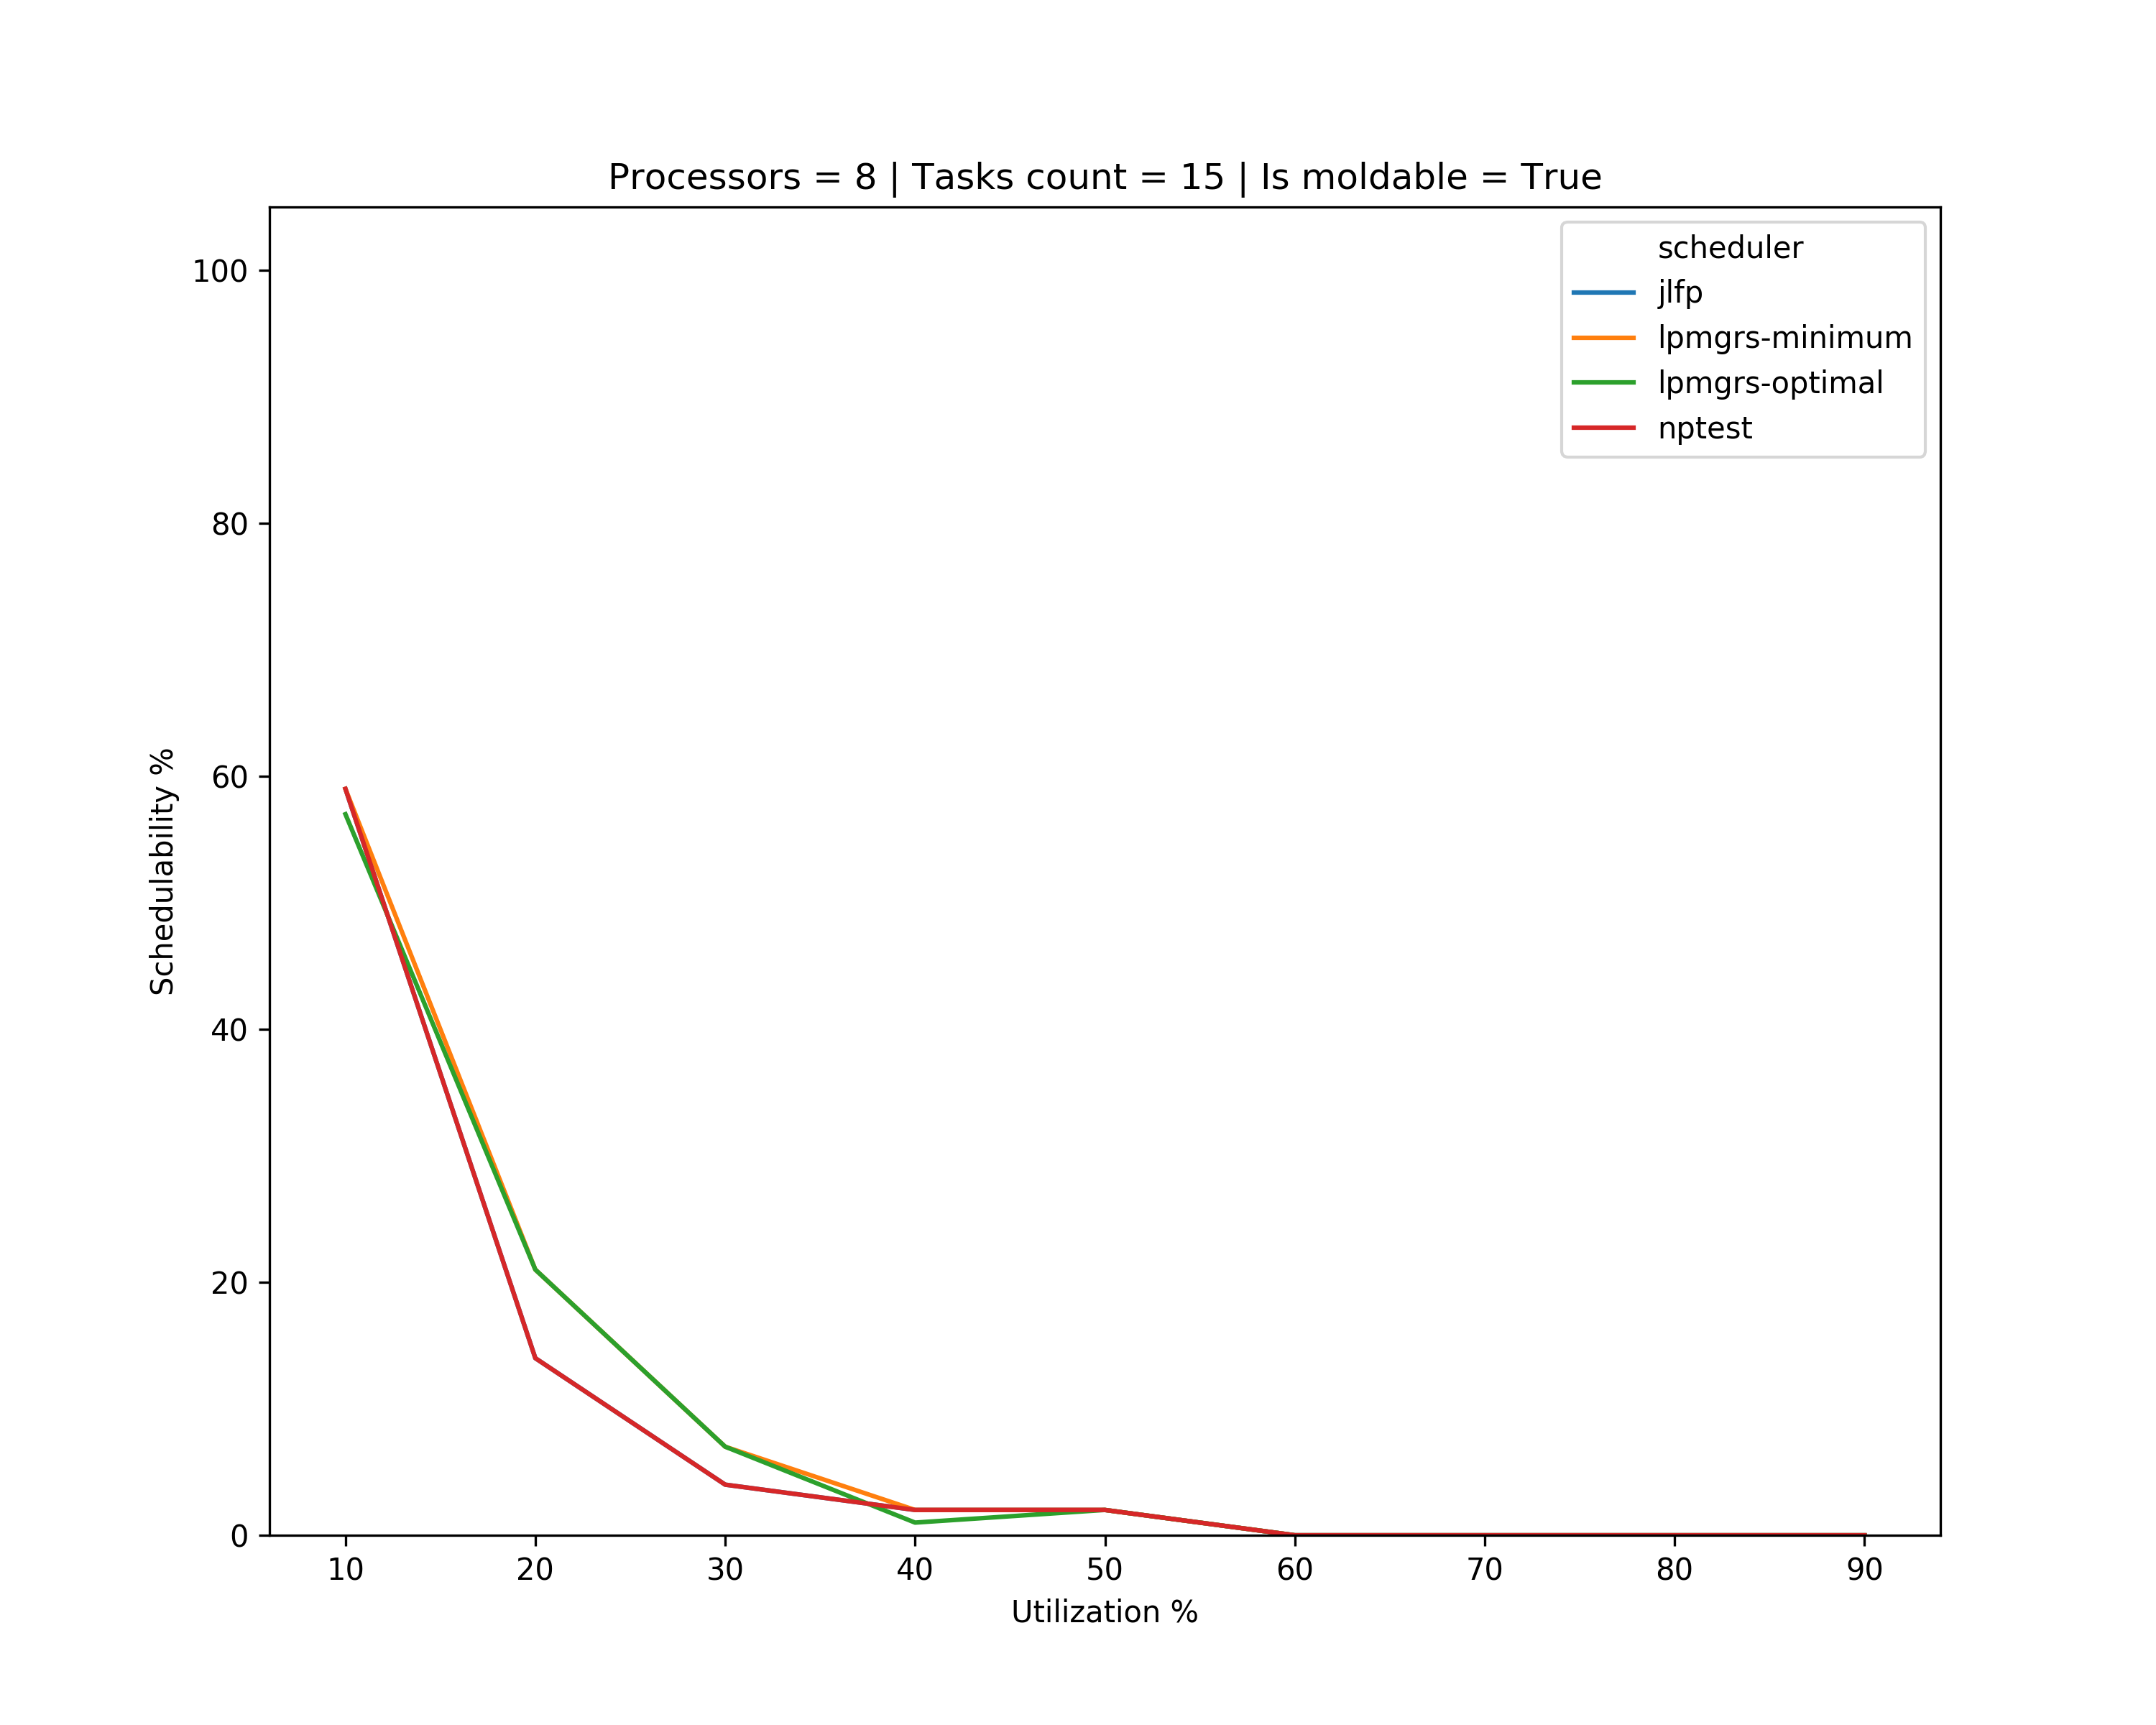 Processors = 8 | Tasks count = 15 | Is moldable = True
scheduler
jlfp
lpmgrs-minimum
lpmgrs-optimal
nptest
Schedulability %
100
80
60
40
20
0
10 20 30 40 50 60 70 80 90
Utilization %